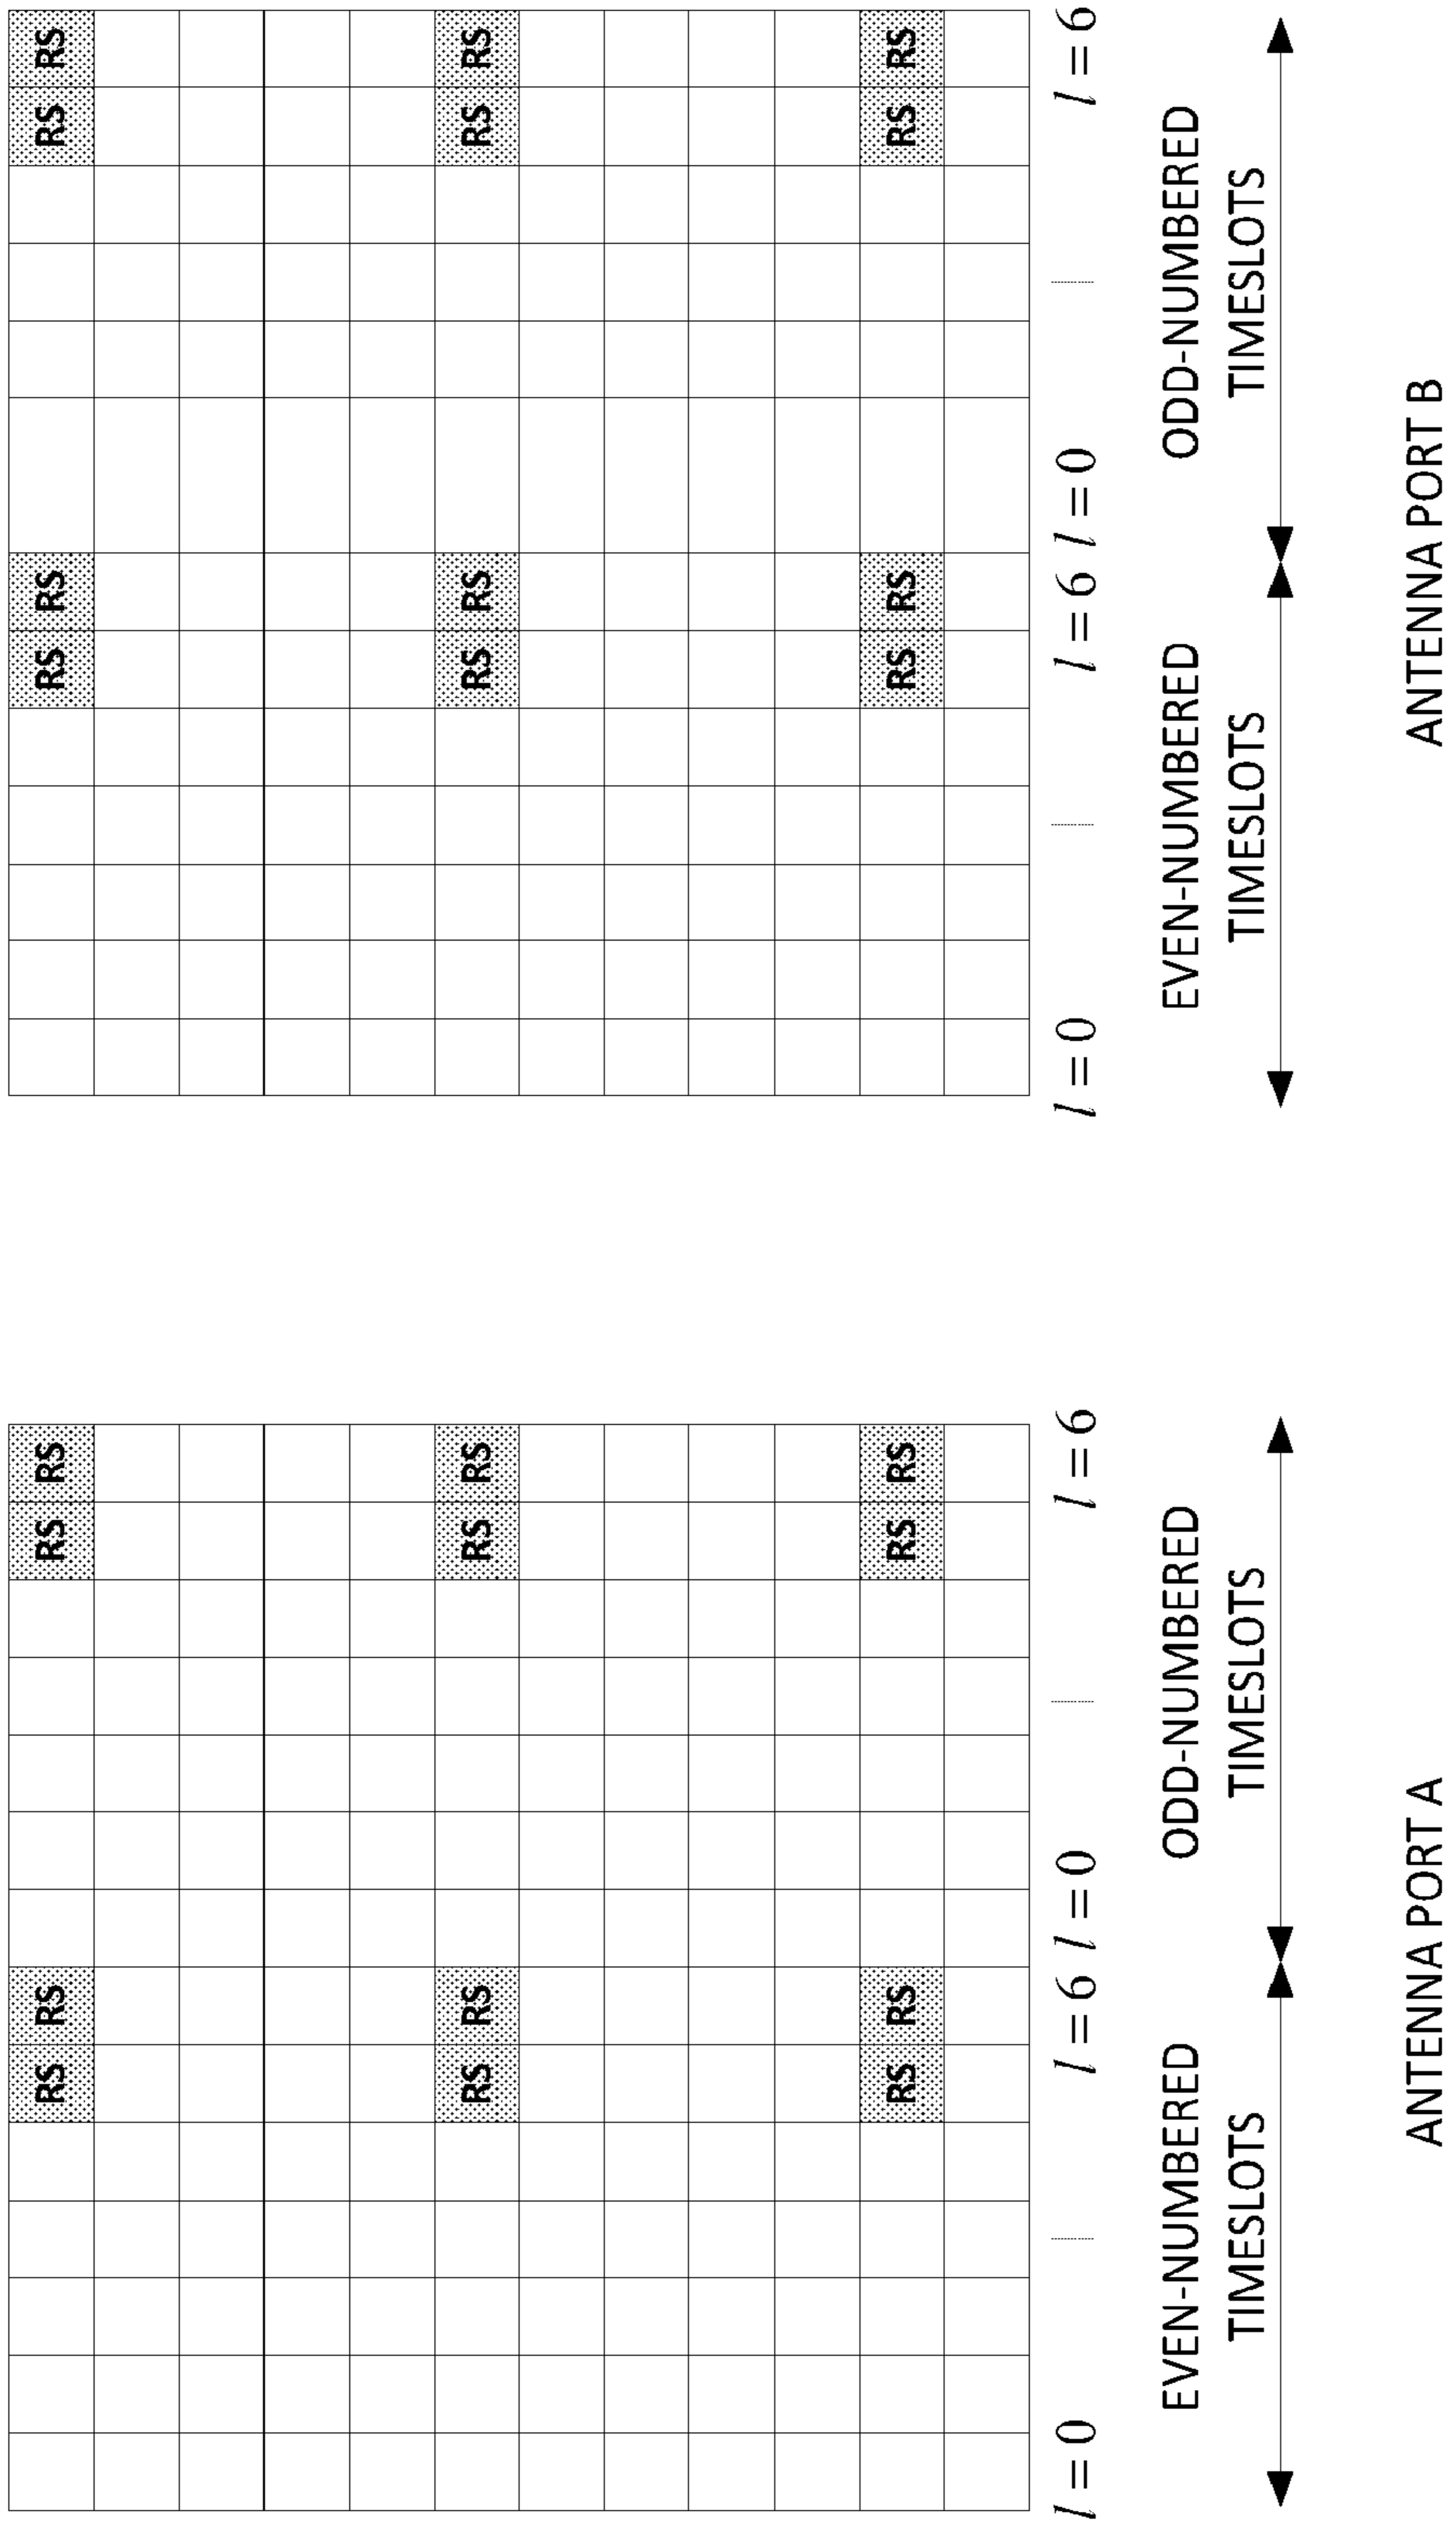 RS RS RS RS RS RS RS RS
RS RS RS RS RS RS RS RS
RS RS RS RS RS RS RS RS
l = 0 l = 6 l = 0 l = 6 l = 0 l = 6 l = 0 l = 6
EVEN-NUMBERED
TIMESLOTS
ODD-NUMBERED
TIMESLOTS
EVEN-NUMBERED
TIMESLOTS
ODD-NUMBERED
TIMESLOTS
ANTENNA PORT A
ANTENNA PORT B